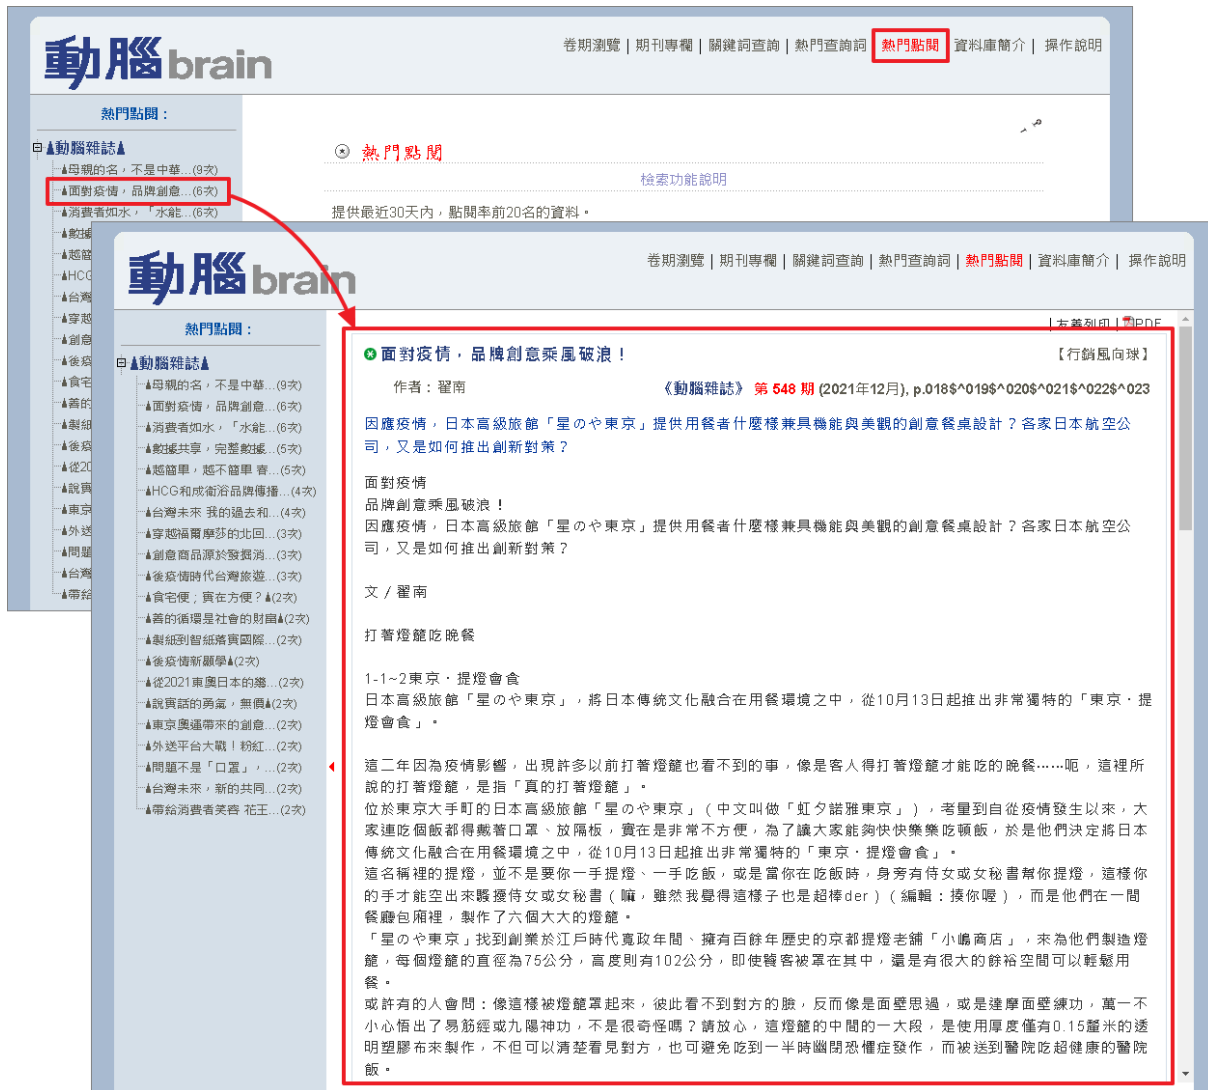 動腦brain
卷期瀏覽 | 期刊專欄 | 關鍵詞查詢 | 熱門查詢詞 熱門點閱 資料庫簡介 | 操作說明
熱門點閱：
動腦雜誌
母親的名，不是中華...(9次)
面對疫情，品牌創意...(6次)
消費者如水，「水能...(6次)
數據
越簡
HCG
台灣
穿越
創意
後疫
食宅
善的
製紙
後疫
從20
說實
東京
外送
問題
台灣
帶給
熱門點閱
檢索功能說明
提供最近30天內，點閱率前20名的資料。
動腦brain
卷期瀏覽 | 期刊專欄 | 關鍵詞查詢 | 熱門查詢詞 | 熱門點閱 | 資料庫簡介 | 操作說明
熱門點閱：
動腦雜誌
母親的名，不是中華...(9次)
面對疫情，品牌創意...(6次)
消費者如水，「水能...(6次)
數據共享，完整數據...(5次)
越簡單，越不簡單 睿...(5次)
HCG和成衛浴品牌傳播...(4次)
台灣未來 我的過去和...(4次)
穿越福爾摩莎的北回...(3次)
創意商品源於發掘消...(3次)
後疫情時代台灣旅遊...(3次)
食宅便；實在方便？(2次)
善的循環是社會的財富(2次)
製紙到智紙落實國際...(2次)
後疫情新顯學(2次)
從2021東奧日本的繼...(2次)
說實話的勇氣，無價(2次)
東京奧運帶來的創意...(2次)
外送平台大戰！粉紅...(2次)
問題不是「口罩」，...(2次)
台灣未來，新的共同...(2次)
帶給消費者笑容 花王...(2次)
| 友善列印 | PDF
面對疫情，品牌創意乘風破浪！
【行銷風向球】
作者：翟南
《動腦雜誌》 第 548 期 (2021年12月), p.018$^019$^020$^021$^022$^023
因應疫情，日本高級旅館「星のや東京」提供用餐者什麼樣兼具機能與美觀的創意餐桌設計？各家日本航空公
司，又是如何推出創新對策？
面對疫情
品牌創意乘風破浪！
因應疫情，日本高級旅館「星のや東京」提供用餐者什麼樣兼具機能與美觀的創意餐桌設計？各家日本航空公
司，又是如何推出創新對策？
文 / 翟南
打著燈籠吃晚餐
1-1~2東京．提燈會食
日本高級旅館「星のや東京」，將日本傳統文化融合在用餐環境之中，從10月13日起推出非常獨特的「東京．提
燈會食」。
這二年因為疫情影響，出現許多以前打著燈籠也看不到的事，像是客人得打著燈籠才能吃的晚餐……呃，這裡所
說的打著燈籠，是指「真的打著燈籠」。
位於東京大手町的日本高級旅館「星のや東京」（中文叫做「虹夕諾雅東京」），考量到自從疫情發生以來，大
家連吃個飯都得戴著口罩、放隔板，實在是非常不方便，為了讓大家能夠快快樂樂吃頓飯，於是他們決定將日本
傳統文化融合在用餐環境之中，從10月13日起推出非常獨特的「東京．提燈會食」。
這名稱裡的提燈，並不是要你一手提燈、一手吃飯，或是當你在吃飯時，身旁有侍女或女秘書幫你提燈，這樣你
的手才能空出來騷擾侍女或女秘書（嘛，雖然我覺得這樣子也是超棒der）（編輯：揍你喔），而是他們在一間
餐廳包廂裡，製作了六個大大的燈籠。
「星のや東京」找到創業於江戶時代寬政年間、擁有百餘年歷史的京都提燈老舖「小嶋商店」，來為他們製造燈
籠，每個燈籠的直徑為75公分，高度則有102公分，即使饕客被罩在其中，還是有很大的餘裕空間可以輕鬆用
餐。
或許有的人會問：像這樣被燈籠罩起來，彼此看不到對方的臉，反而像是面壁思過，或是達摩面壁練功，萬一不
小心悟出了易筋經或九陽神功，不是很奇怪嗎？請放心，這燈籠的中間的一大段，是使用厚度僅有0.15釐米的透
明塑膠布來製作，不但可以清楚看見對方，也可避免吃到一半時幽閉恐懼症發作，而被送到醫院吃超健康的醫院
飯。